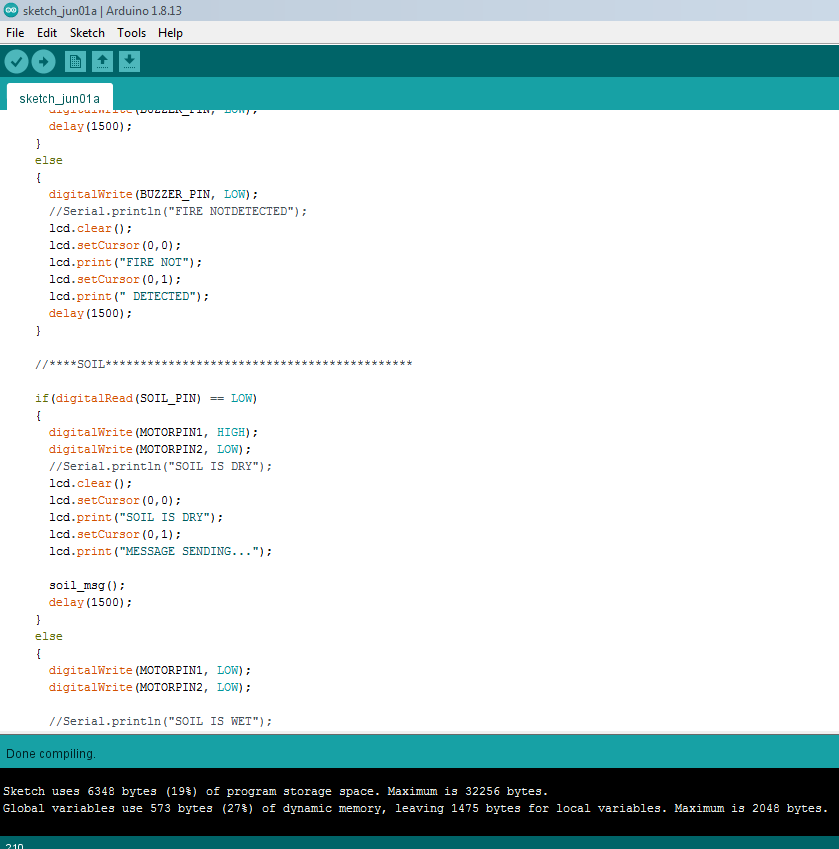 sketch_jun01a | Arduino 1.8.13
File Edit Sketch Tools Help
sketch_jun01a
digitalWrite(BUZZER_PIN, LOW);
delay(1500);
}
else
{
digitalWrite(BUZZER_PIN, LOW);
//Serial.println("FIRE NOTDETECTED");
lcd.clear();
lcd.setCursor(0,0);
lcd.print("FIRE NOT");
lcd.setCursor(0,1);
lcd.print(" DETECTED");
delay(1500);
}
//****SOIL********************************************
if(digitalRead(SOIL_PIN) == LOW)
{
digitalWrite(MOTORPIN1, HIGH);
digitalWrite(MOTORPIN2, LOW);
//Serial.println("SOIL IS DRY");
lcd.clear();
lcd.setCursor(0,0);
lcd.print("SOIL IS DRY");
lcd.setCursor(0,1);
lcd.print("MESSAGE SENDING...");
soil_msg();
delay(1500);
}
else
{
digitalWrite(MOTORPIN1, LOW);
digitalWrite(MOTORPIN2, LOW);
//Serial.println("SOIL IS WET");
Done compiling.
Sketch uses 6348 bytes (19%) of program storage space. Maximum is 32256 bytes.
Global variables use 573 bytes (27%) of dynamic memory, leaving 1475 bytes for local variables. Maximum is 2048 bytes.
210